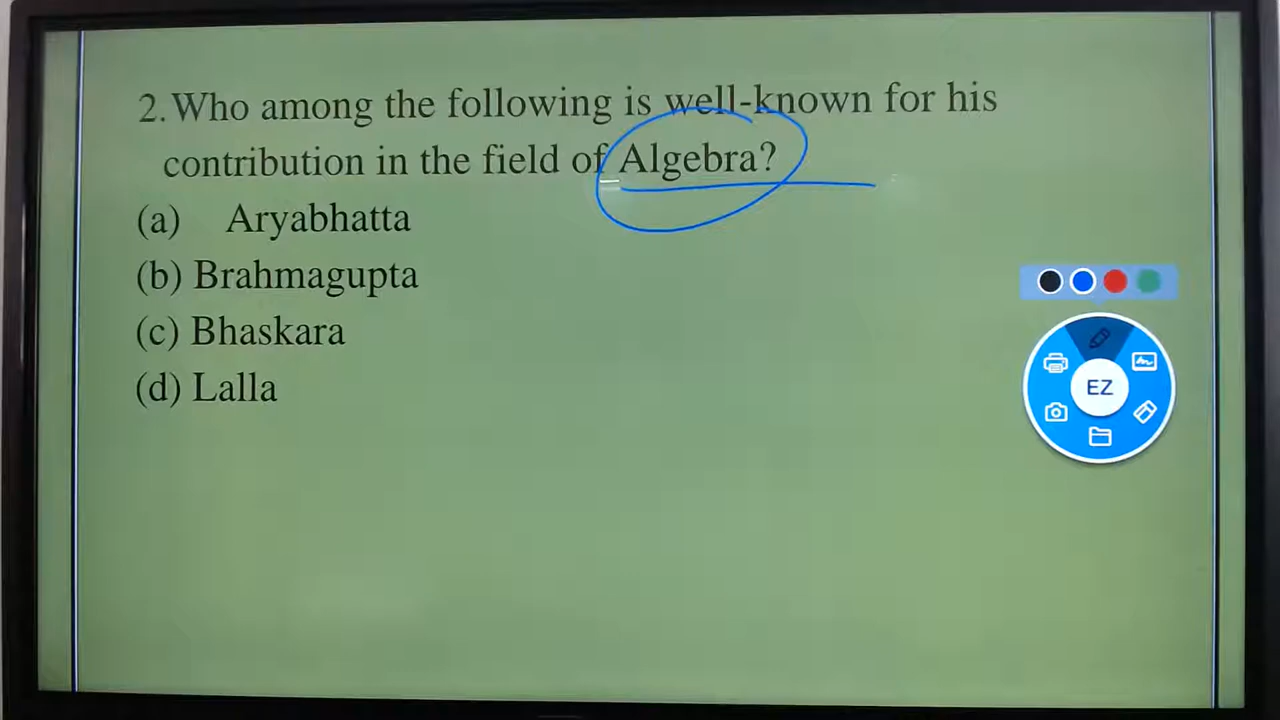 2. Who among the following is well-known for his
contribution in the field of Algebra?
(a) Aryabhatta
(b) Brahmagupta
(c) Bhaskara
(d) Lalla
EZ